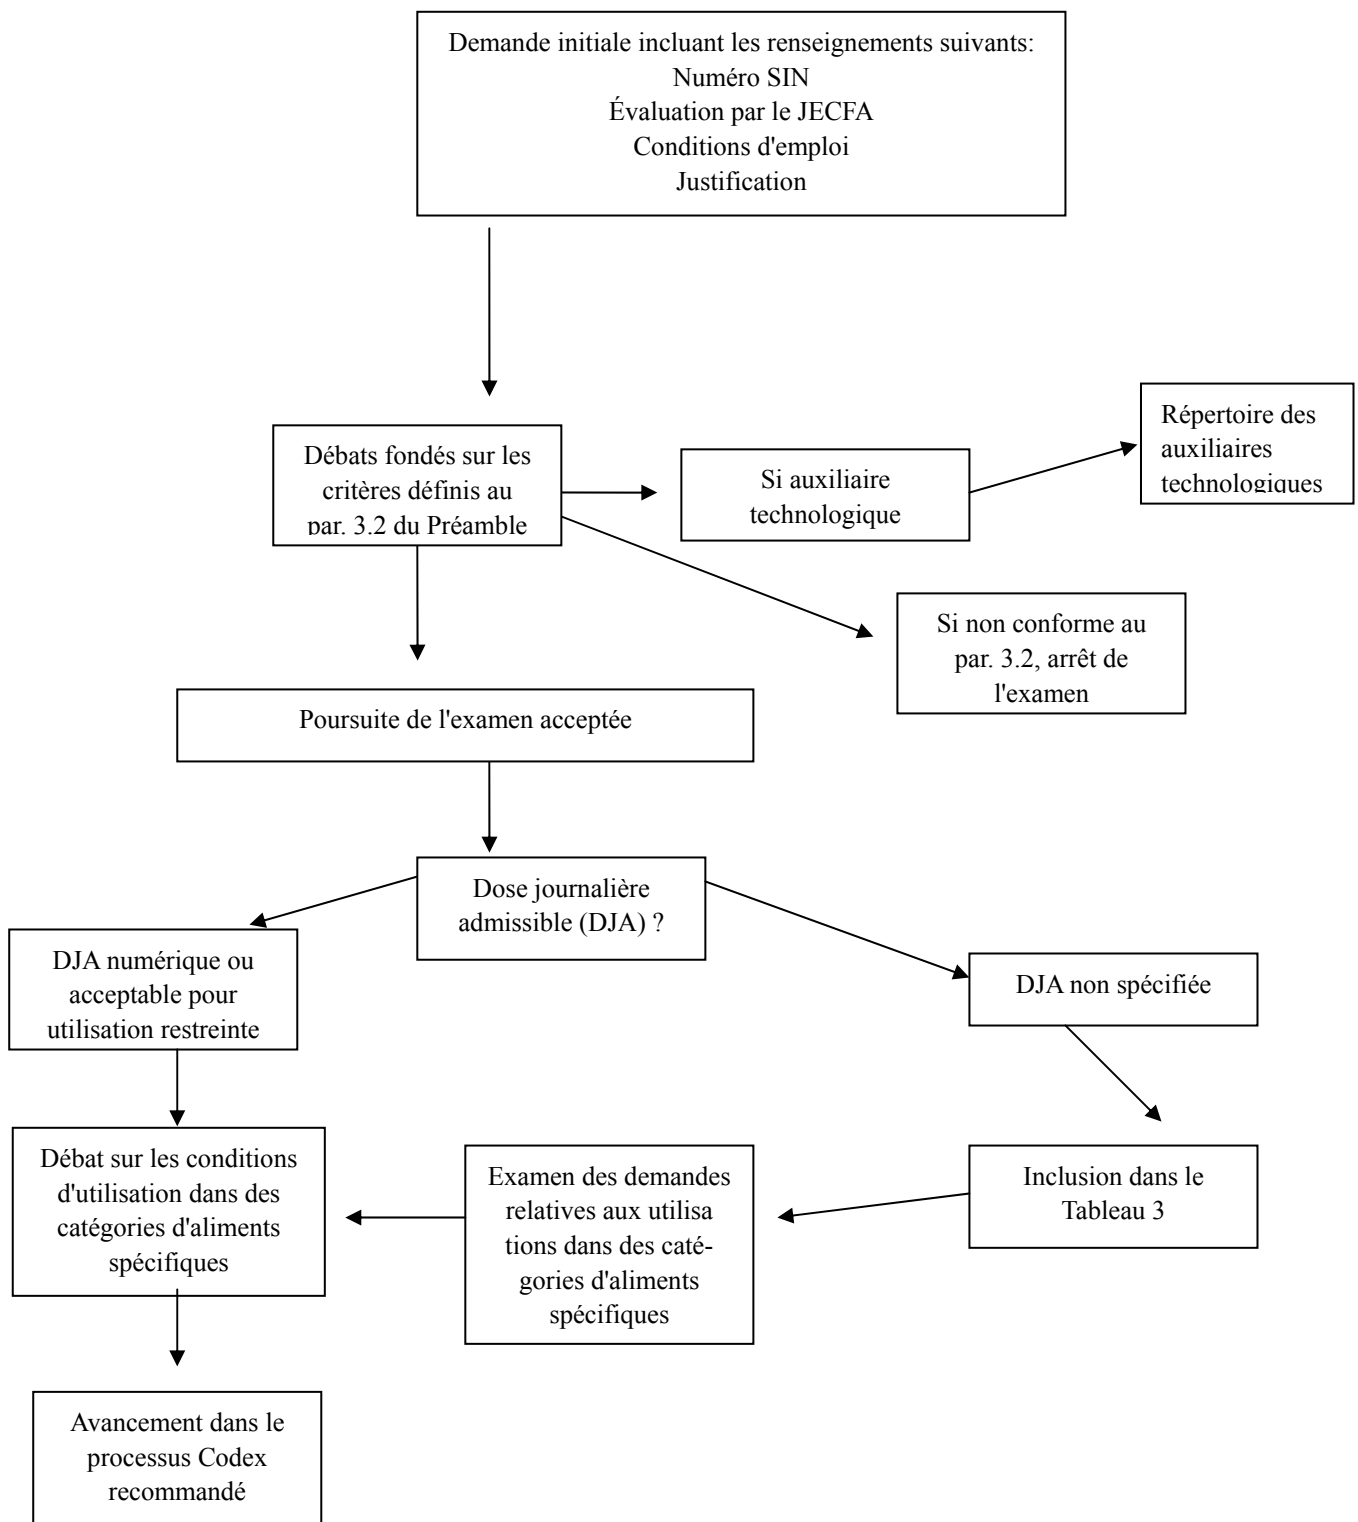 Demande initiale incluant les renseignements suivants:
Numéro SIN
Évaluation par le JECFA
Conditions d'emploi
Justification
Débats fondés sur les
critères définis au
par. 3.2 du Préamble
Si auxiliaire
technologique
Répertoire des
auxiliaires
technologiques
Si non conforme au
par. 3.2, arrêt de
l'examen
Poursuite de l'examen acceptée
Dose journalière
admissible (DJA) ?
DJA numérique ou
acceptable pour
utilisation restreinte
DJA non spécifiée
Débat sur les conditions
d'utilisation dans des
catégories d'aliments
spécifiques
Examen des demandes
relatives aux utilisa
tions dans des caté-
gories d'aliments
spécifiques
Inclusion dans le
Tableau 3
Avancement dans le
processus Codex
recommandé